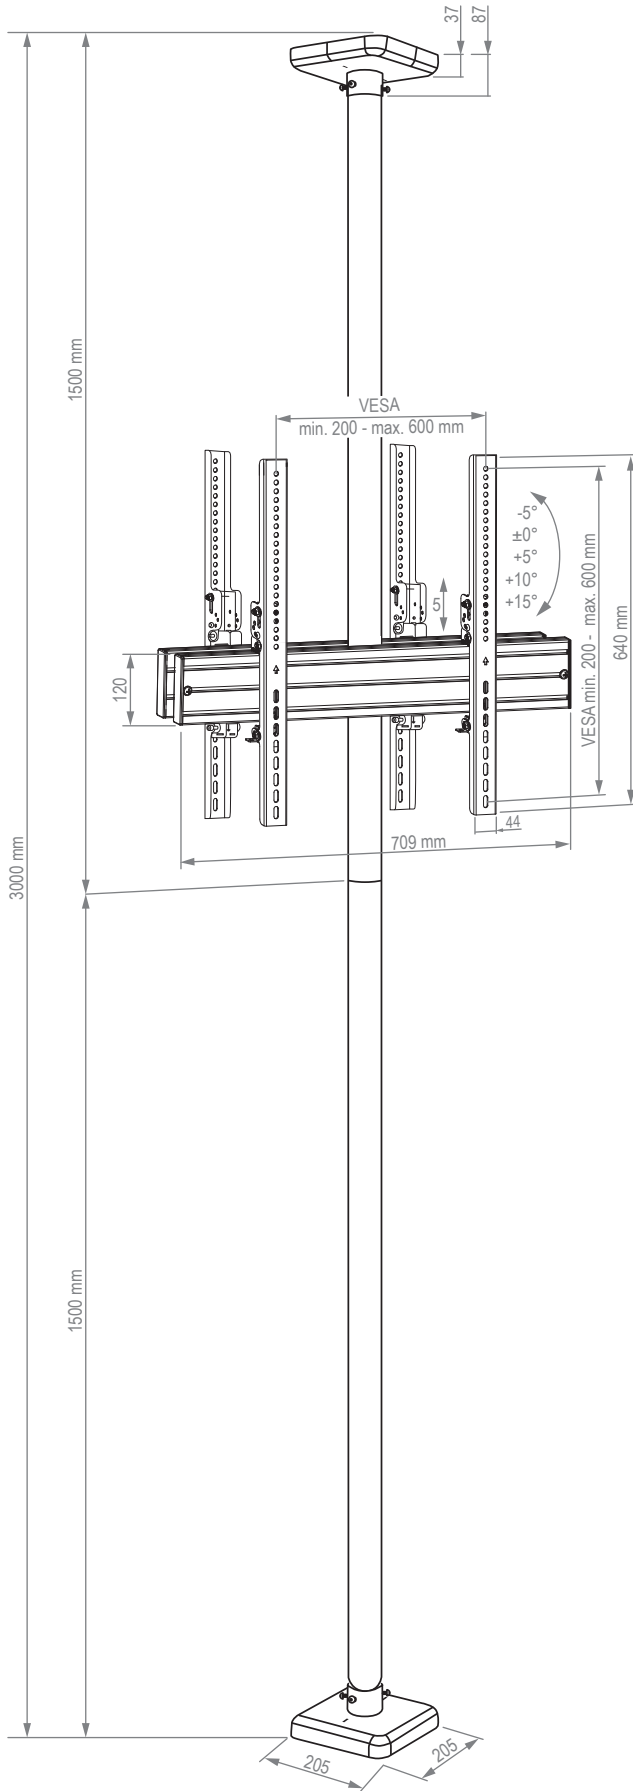 37
87
1500 mm
VESA
min. 200 - max. 600 mm
-5°
±0°
+5°
+10°
+15°
5
VESA min. 200 - max. 600 mm
640 mm
120
44
709 mm
3000 mm
1500 mm
205
205